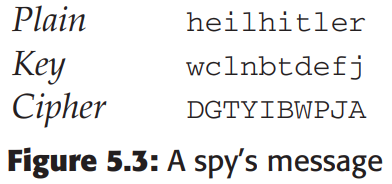 Plain heilhitler
Key wclnbtdefj
Cipher DGTYIBWPJA
Figure 5.3: A spy's message